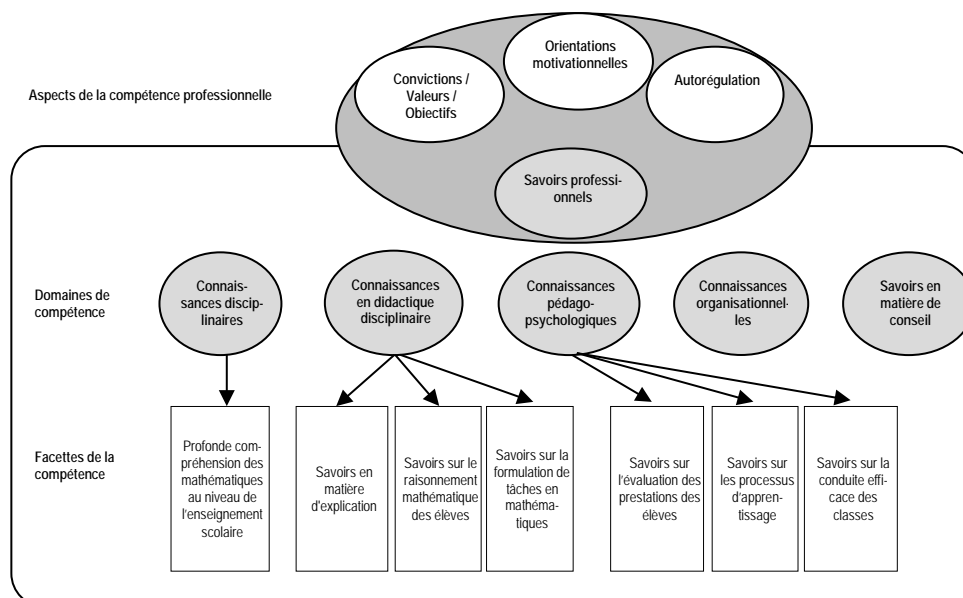 Orientations
motivationnelles
Convictions /
Valeurs /
Obiectifs
Autorégulation
Aspects de la compétence professionnelle
Savoirs professi-
onnels
Domaines de
compétence
Connais-
sances discip-
linaires
Connaissances
en didactique
disciplinaire
Connaissances
pédago-
psychologiques
Connaissances
organisationnel-
les
Savoirs en
matière de
conseil
Facettes de la
compétence
Profonde com-
préhension des
mathématiques
au niveau de
l'enseignement
scolaire
Savoirs en
matière
d'explication
Savoirs sur le
raisonnement
mathématique
des élèves
Savoirs sur la
formulation de
tâches en
mathéma-
tiques
Savoirs sur
l'évaluation des
prestations des
élèves
Savoirs sur
les processus
d'appren-
tissage
Savoirs sur la
conduite effi-
cace des
classes